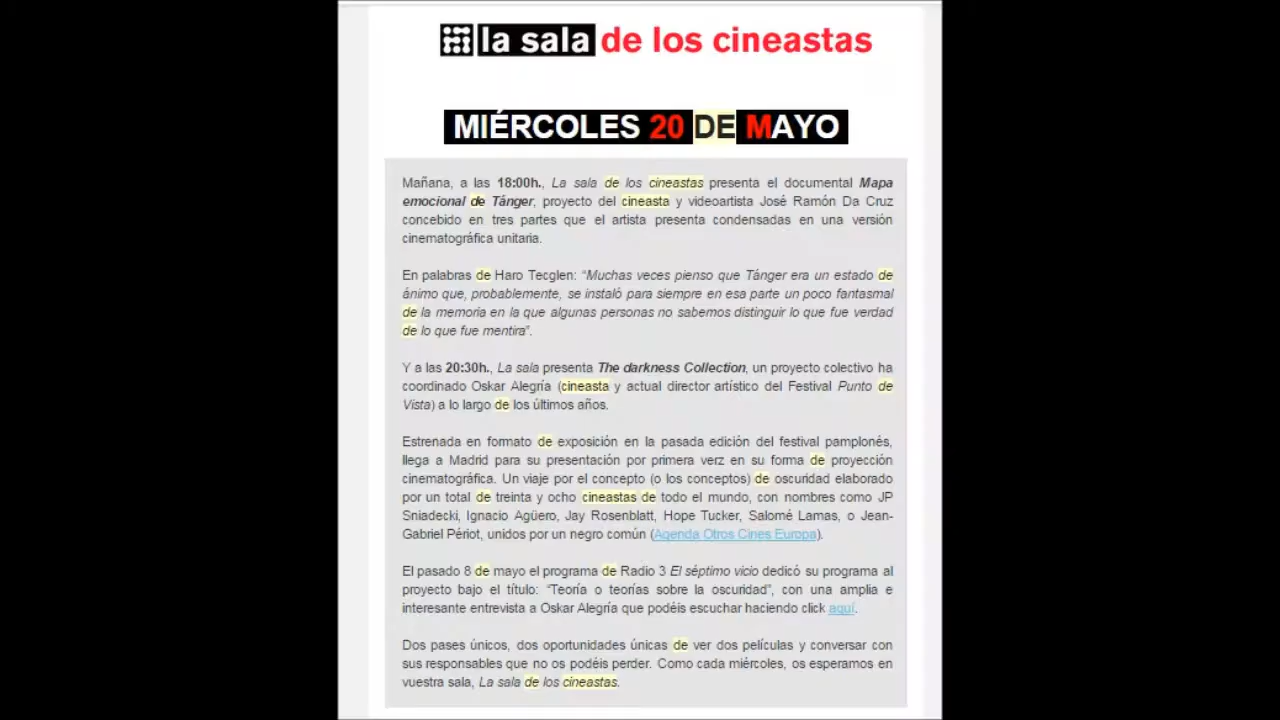 la sala de los cineastas
MIÉRCOLES 20 DE MAYO
Mañana, a las 18:00h., La sala de los cineastas presenta el documental Mapa
emocional de Tánger, proyecto del cineasta y videoartista José Ramón Da Cruz
concebido en tres partes que el artista presenta condensadas en una versión
cinematográfica unitaria.
En palabras de Haro Tecglen: “Muchas veces pienso que Tánger era un estado de
ánimo que, probablemente, se instaló para siempre en esa parte un poco fantasmal
de la memoria en la que algunas personas no sabemos distinguir lo que fue verdad
de lo que fue mentira”.
Y a las 20:30h., La sala presenta The darkness Collection, un proyecto colectivo ha
coordinado Oskar Alegría (cineasta y actual director artístico del Festival Punto de
Vista) a lo largo de los últimos años.
Estrenada en formato de exposición en la pasada edición del festival pamplonés,
llega a Madrid para su presentación por primera verz en su forma de proyección
cinematográfica. Un viaje por el concepto (o los conceptos) de oscuridad elaborado
por un total de treinta y ocho cineastas de todo el mundo, con nombres como JP
Sniadecki, Ignacio Agüero, Jay Rosenblatt, Hope Tucker, Salomé Lamas, o Jean-
Gabriel Périot, unidos por un negro común (Agenda Otros Cines Europa).
El pasado 8 de mayo el programa de Radio 3 El séptimo vicio dedicó su programa al
proyecto bajo el título: “Teoría o teorías sobre la oscuridad”, con una amplia e
interesante entrevista a Oskar Alegría que podéis escuchar haciendo click aquí.
Dos pases únicos, dos oportunidades únicas de ver dos películas y conversar con
sus responsables que no os podéis perder. Como cada miércoles, os esperamos en
vuestra sala, La sala de los cineastas.